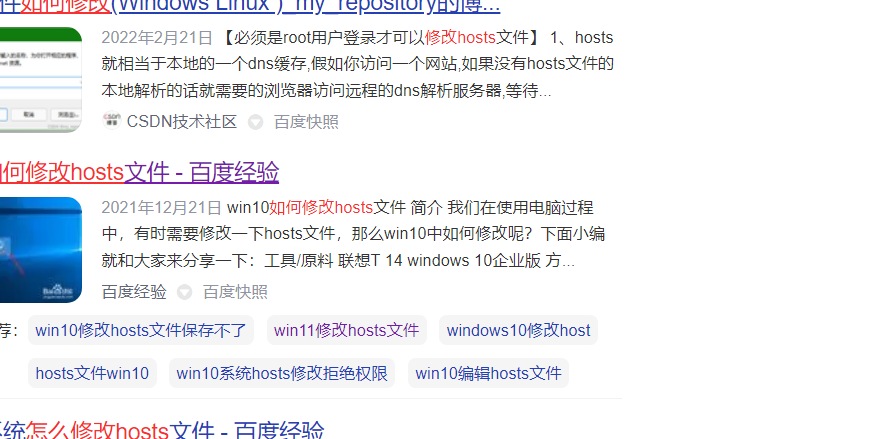 件如何修改(Windows Linux )_my_repository的博...
2022年2月21日 【必须是root用户登录才可以修改hosts文件】 1、hosts
就相当于本地的一个dns缓存,假如你访问一个网站,如果没有hosts文件的
本地解析的话就需要的浏览器访问远程的dns解析服务器,等待...
CSDN技术社区 百度快照
如何修改hosts文件 - 百度经验
2021年12月21日 win10如何修改hosts文件 简介 我们在使用电脑过程
中，有时需要修改一下hosts文件，那么win10中如何修改呢？下面小编
就和大家来分享一下：工具/原料 联想T 14 windows 10企业版 方...
百度经验 百度快照
荐：
win10修改hosts文件保存不了 win11修改hosts文件 windows10修改host
hosts文件win10 win10系统hosts修改拒绝权限 win10编辑hosts文件
系统怎么修改hosts文件 - 百度经验